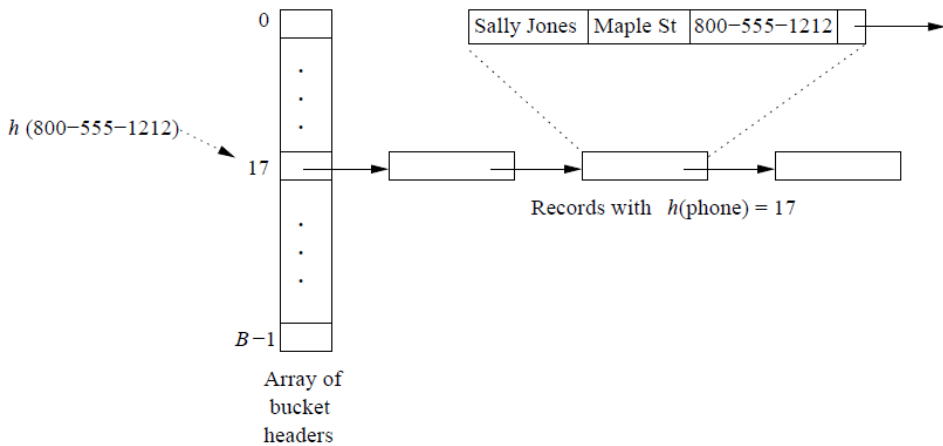 0
Sally Jones Maple St 800−555−1212
h (800−555−1212)
17
Records with h(phone) = 17
B−1
Array of
bucket
headers